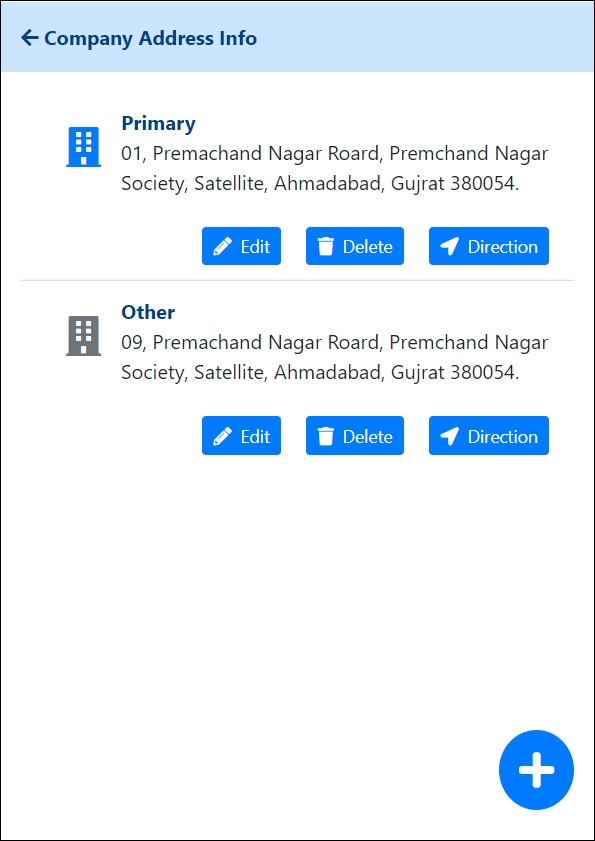 Company Address Info
Primary
01, Premachand Nagar Roard, Premchand Nagar
Society, Satellite, Ahmadabad, Gujrat 380054.
Edit Delete Direction
Other
09, Premachand Nagar Roard, Premchand Nagar
Society, Satellite, Ahmadabad, Gujrat 380054.
Edit Delete Direction